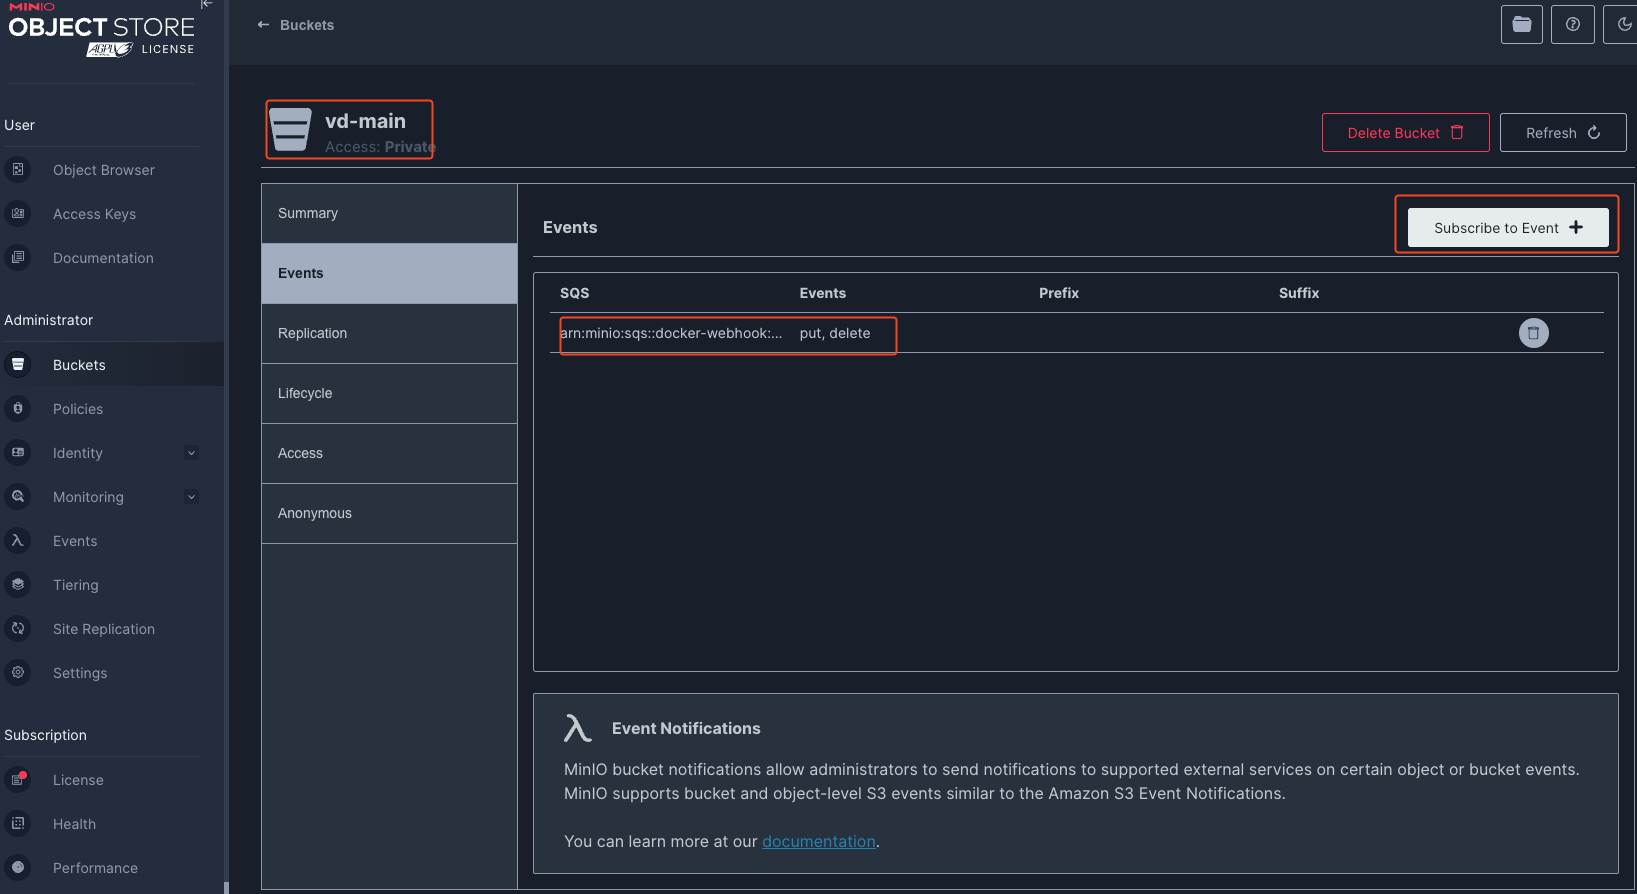 MINIO
OBJECT STORE
AGPL LICENSE
User
Object Browser
Access Keys
Documentation
Administrator
Buckets
Policies
Identity
Monitoring
Events
Tiering
Site Replication
Settings
Subscription
License
Health
Performance
Buckets
vd-main
Access: Private
Delete Bucket
Refresh
Summary
Events
Replication
Lifecycle
Access
Anonymous
Events
Subscribe to Event
SQS Events Prefix Suffix
arn:minio:sqs::docker-webhook:... put, delete
Event Notifications
MinIO bucket notifications allow administrators to send notifications to supported external services on certain object or bucket events.
MinIO supports bucket and object-level S3 events similar to the Amazon S3 Event Notifications.
You can learn more at our documentation.